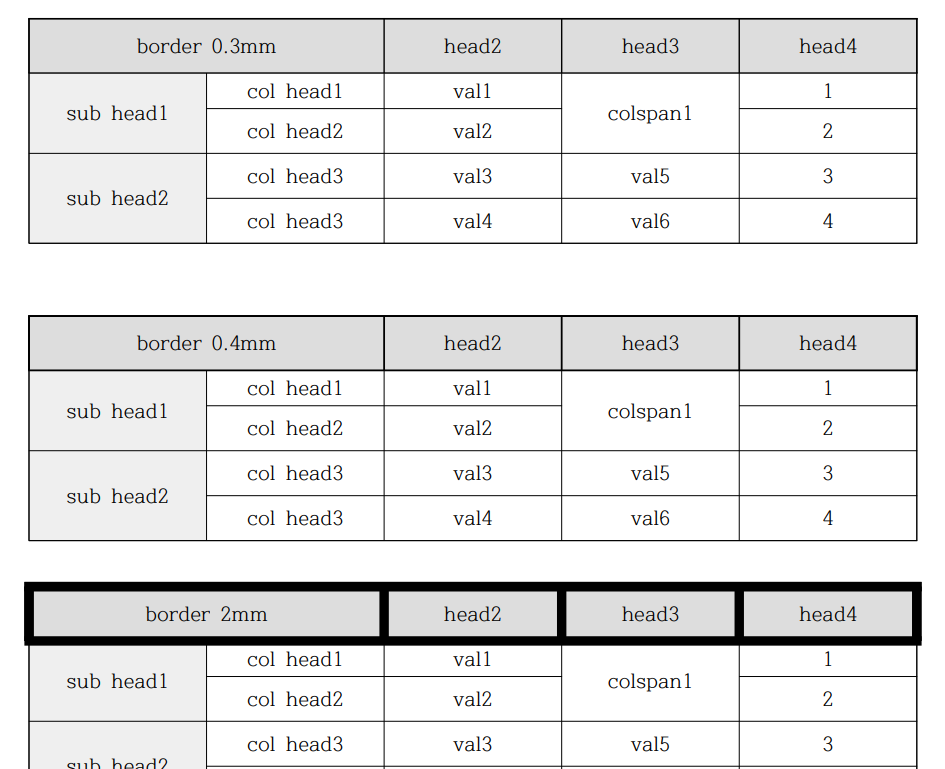 border 0.3mm head2 head3 head4
sub head1 col head1 val1 colspan1 1
col head2 val2 2
sub head2 col head3 val3 val5 3
col head3 val4 val6 4
border 0.4mm head2 head3 head4
sub head1 col head1 val1 colspan1 1
col head2 val2 2
sub head2 col head3 val3 val5 3
col head3 val4 val6 4
border 2mm head2 head3 head4
sub head1 col head1 val1 colspan1 1
col head2 val2 2
sub head2 col head3 val3 val5 3